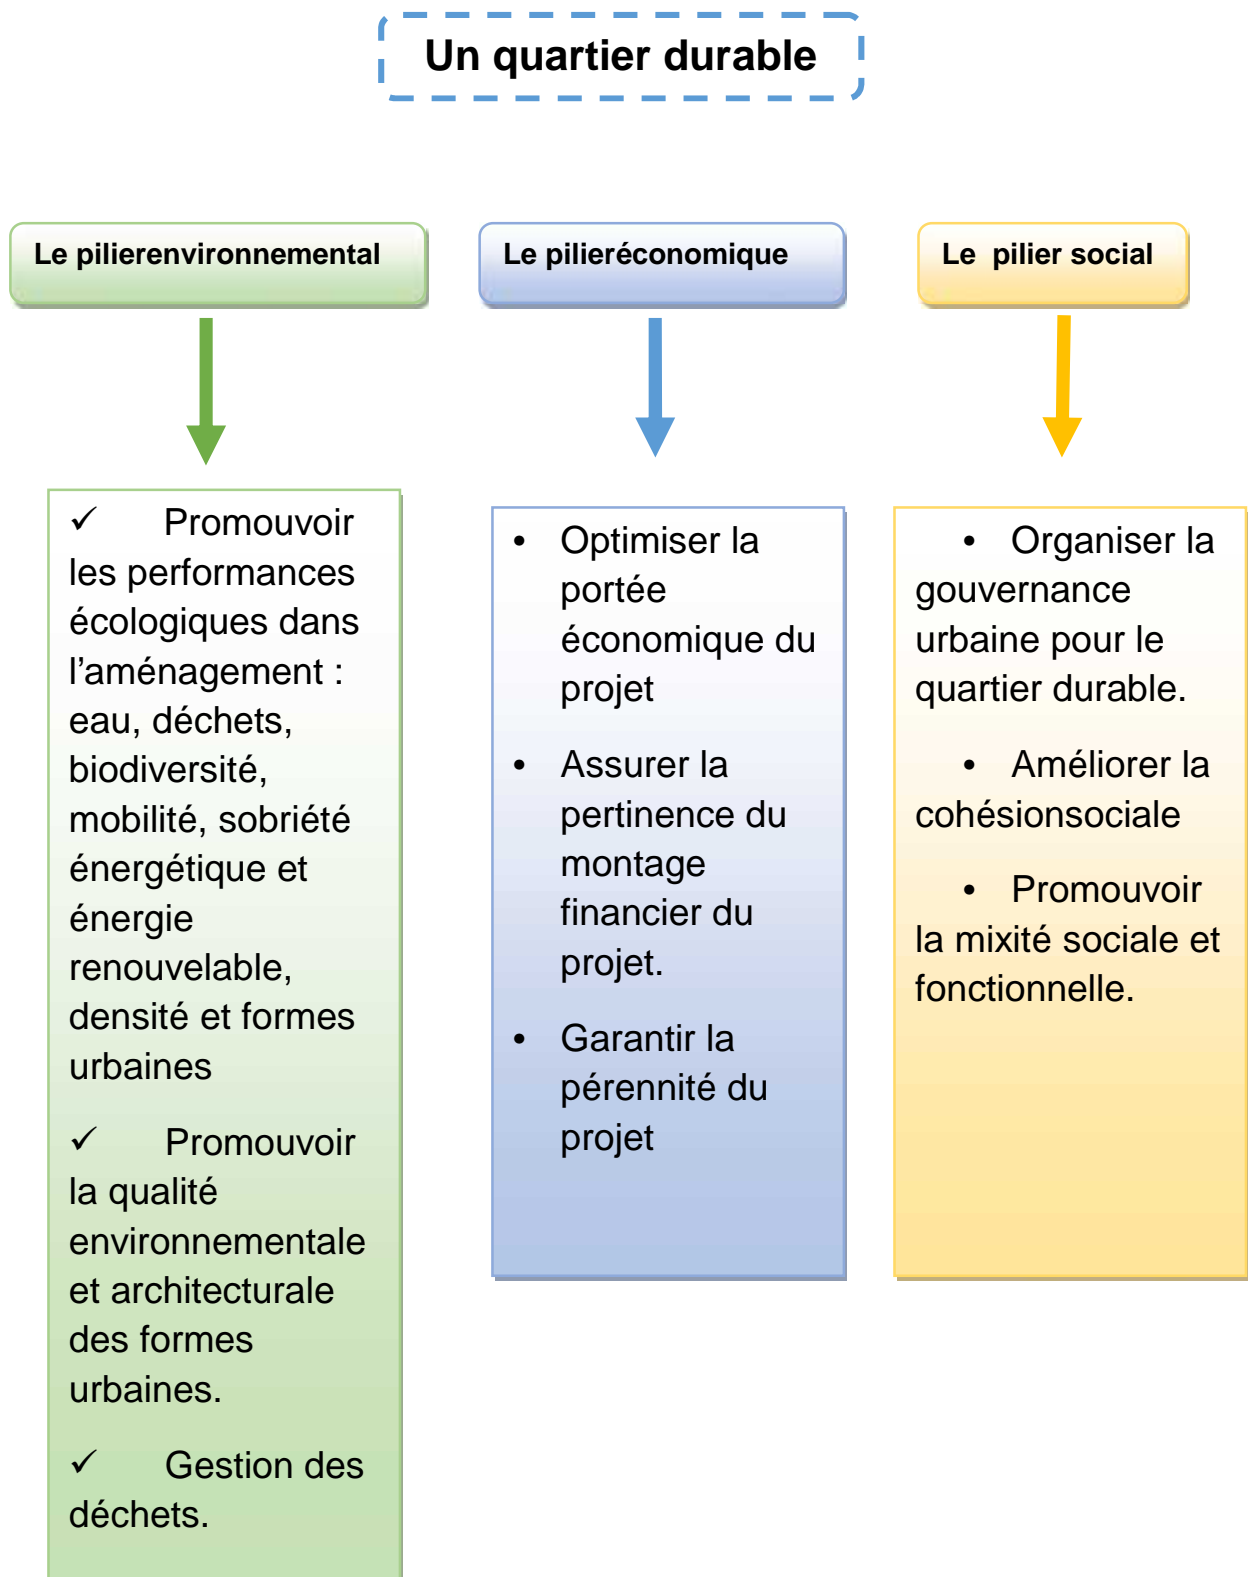 Un quartier durable
Le pilierenvironnemental
Le pilieréconomique
Le  pilier social
✓ Promouvoir
les performances
écologiques dans
l’aménagement :
eau, déchets,
biodiversité,
mobilité, sobriété
énergétique et
énergie
renouvelable,
densité et formes
urbaines
✓ Promouvoir
la qualité
environnementale
et architecturale
des formes
urbaines.
✓ Gestion des
déchets.
• Optimiser la
portée
économique du
projet
• Assurer la
pertinence du
montage
financier du
projet.
• Garantir la
pérennité du
projet
• Organiser la
gouvernance
urbaine pour le
quartier durable.
• Améliorer la
cohésionsociale
• Promouvoir
la mixité sociale et
fonctionnelle.